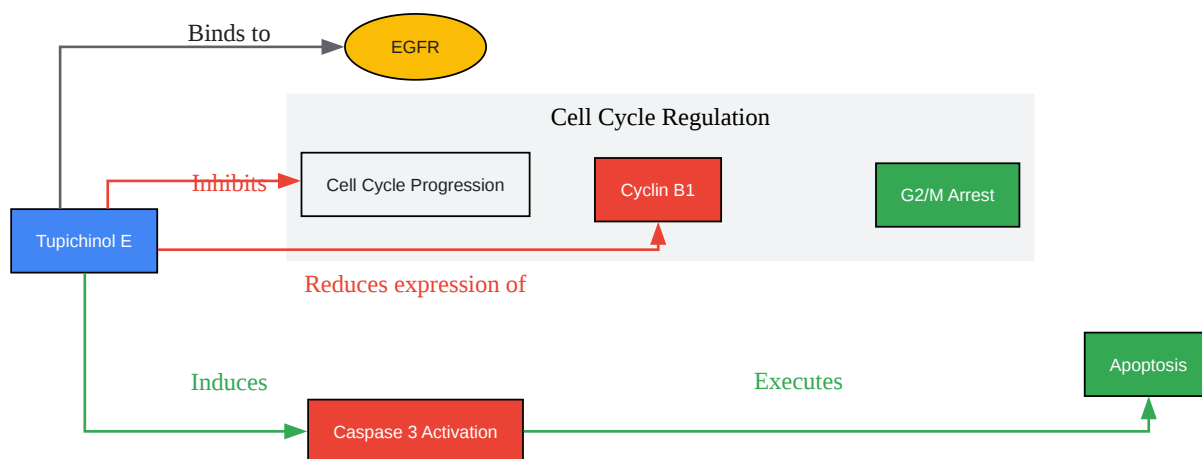 Binds to
EGFR
Cell Cycle Regulation
Inhibits
Cell Cycle Progression
Cyclin B1
G2/M Arrest
Tupichinol E
Reduces expression of
Apoptosis
Induces
Executes
Caspase 3 Activation